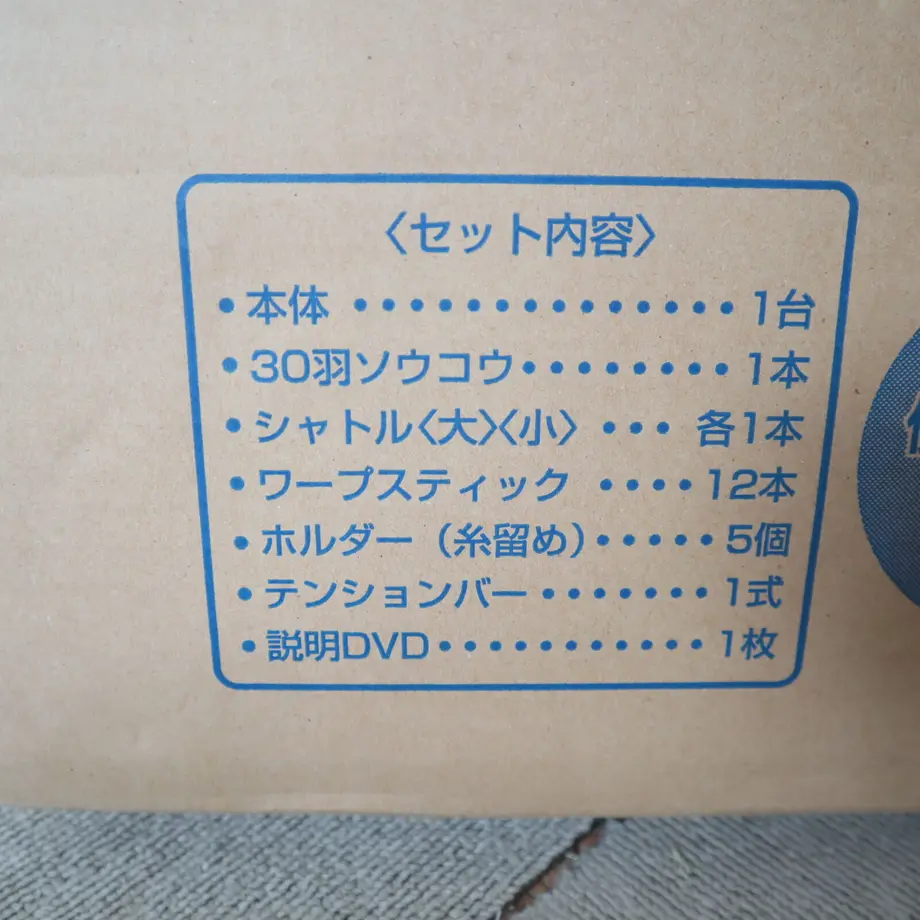 〈セット内容〉
•本体 ・・・・・・・・・・・・・・ 1台
•30羽ソウコウ・・・・・・・・ 1本
•シャトル〈大〉〈小〉 ・・・ 各1本
•ワープスティック ・・・・12本
•ホルダー（糸留め）・・・・・5個
•テンションバー・・・・・・・1式
•説明DVD・・・・・・・・・・・1枚